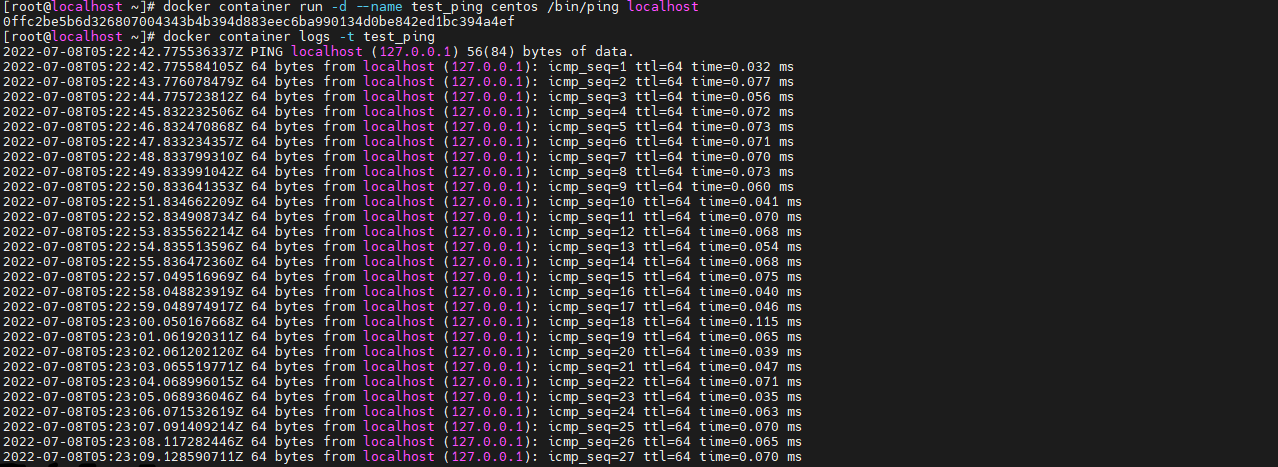 [root@localhost ~]# docker container run -d --name test_ping centos /bin/ping localhost
0ffc2be5b6d326807004343b4b394d883eec6ba990134d0be842ed1bc394a4ef
[root@localhost ~]# docker container logs -t test_ping
2022-07-08T05:22:42.775536337Z PING localhost (127.0.0.1) 56(84) bytes of data.
2022-07-08T05:22:42.775584105Z 64 bytes from localhost (127.0.0.1): icmp_seq=1 ttl=64 time=0.032 ms
2022-07-08T05:22:43.776078479Z 64 bytes from localhost (127.0.0.1): icmp_seq=2 ttl=64 time=0.077 ms
2022-07-08T05:22:44.775723812Z 64 bytes from localhost (127.0.0.1): icmp_seq=3 ttl=64 time=0.056 ms
2022-07-08T05:22:45.832232506Z 64 bytes from localhost (127.0.0.1): icmp_seq=4 ttl=64 time=0.072 ms
2022-07-08T05:22:46.832470868Z 64 bytes from localhost (127.0.0.1): icmp_seq=5 ttl=64 time=0.073 ms
2022-07-08T05:22:47.833234357Z 64 bytes from localhost (127.0.0.1): icmp_seq=6 ttl=64 time=0.071 ms
2022-07-08T05:22:48.833799310Z 64 bytes from localhost (127.0.0.1): icmp_seq=7 ttl=64 time=0.070 ms
2022-07-08T05:22:49.833991042Z 64 bytes from localhost (127.0.0.1): icmp_seq=8 ttl=64 time=0.073 ms
2022-07-08T05:22:50.833641353Z 64 bytes from localhost (127.0.0.1): icmp_seq=9 ttl=64 time=0.060 ms
2022-07-08T05:22:51.834662209Z 64 bytes from localhost (127.0.0.1): icmp_seq=10 ttl=64 time=0.041 ms
2022-07-08T05:22:52.834908734Z 64 bytes from localhost (127.0.0.1): icmp_seq=11 ttl=64 time=0.070 ms
2022-07-08T05:22:53.835562214Z 64 bytes from localhost (127.0.0.1): icmp_seq=12 ttl=64 time=0.068 ms
2022-07-08T05:22:54.835513596Z 64 bytes from localhost (127.0.0.1): icmp_seq=13 ttl=64 time=0.054 ms
2022-07-08T05:22:55.836472360Z 64 bytes from localhost (127.0.0.1): icmp_seq=14 ttl=64 time=0.068 ms
2022-07-08T05:22:57.049516969Z 64 bytes from localhost (127.0.0.1): icmp_seq=15 ttl=64 time=0.075 ms
2022-07-08T05:22:58.048823919Z 64 bytes from localhost (127.0.0.1): icmp_seq=16 ttl=64 time=0.040 ms
2022-07-08T05:22:59.048974917Z 64 bytes from localhost (127.0.0.1): icmp_seq=17 ttl=64 time=0.046 ms
2022-07-08T05:23:00.050167668Z 64 bytes from localhost (127.0.0.1): icmp_seq=18 ttl=64 time=0.115 ms
2022-07-08T05:23:01.061920311Z 64 bytes from localhost (127.0.0.1): icmp_seq=19 ttl=64 time=0.065 ms
2022-07-08T05:23:02.061202120Z 64 bytes from localhost (127.0.0.1): icmp_seq=20 ttl=64 time=0.039 ms
2022-07-08T05:23:03.065519771Z 64 bytes from localhost (127.0.0.1): icmp_seq=21 ttl=64 time=0.047 ms
2022-07-08T05:23:04.068996015Z 64 bytes from localhost (127.0.0.1): icmp_seq=22 ttl=64 time=0.071 ms
2022-07-08T05:23:05.068936046Z 64 bytes from localhost (127.0.0.1): icmp_seq=23 ttl=64 time=0.035 ms
2022-07-08T05:23:06.071532619Z 64 bytes from localhost (127.0.0.1): icmp_seq=24 ttl=64 time=0.063 ms
2022-07-08T05:23:07.091409214Z 64 bytes from localhost (127.0.0.1): icmp_seq=25 ttl=64 time=0.070 ms
2022-07-08T05:23:08.117282446Z 64 bytes from localhost (127.0.0.1): icmp_seq=26 ttl=64 time=0.065 ms
2022-07-08T05:23:09.128590711Z 64 bytes from localhost (127.0.0.1): icmp_seq=27 ttl=64 time=0.070 ms